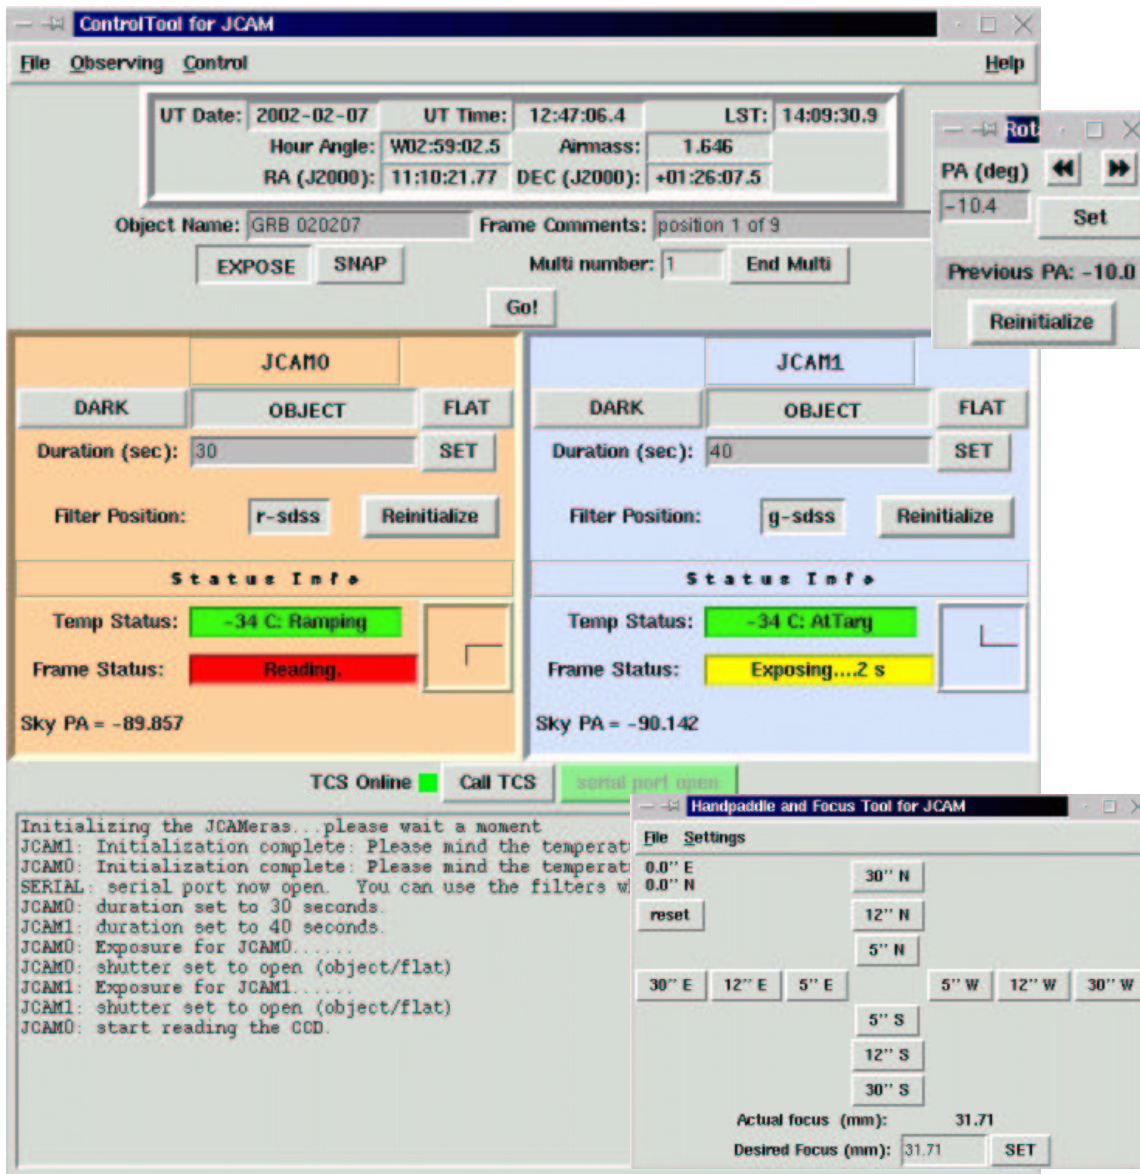 ControlTool for JCAM
File Observing Control Help
UT Date: 2002-02-07 UT Time: 12:47:06.4 LST: 14:09:30.9
Hour Angle: W02:59:02.5 Airmass: 1.646
RA (J2000): 11:10:21.77 DEC (J2000): +01:26:07.5
Object Name: GRB 020207 Frame Comments: position 1 of 9
EXPOSE SNAP Multi number: 1 End Multi
Go!
Rot
PA (deg)
-10.4 Set
Previous PA: -10.0
Reinitialize
JCAM0
DARK OBJECT FLAT
Duration (sec): 30 SET
Filter Position: r-sdss Reinitialize
Status Info
Temp Status: -34 C: Ramping
Frame Status: Reading.
Sky PA = -89.857
JCAM1
DARK OBJECT FLAT
Duration (sec): 40 SET
Filter Position: g-sdss Reinitialize
Status Info
Temp Status: -34 C: AtTarg
Frame Status: Exposing....2 s
Sky PA = -90.142
TCS Online Call TCS serial port open
Initializing the JCAMeras...please wait a moment
JCAM1: Initialization complete: Please mind the temperat
JCAM0: Initialization complete: Please mind the temperat
SERIAL: serial port now open. You can use the filters w
JCAM0: duration set to 30 seconds.
JCAM1: duration set to 40 seconds.
JCAM0: Exposure for JCAM0......
JCAM0: shutter set to open (object/flat)
JCAM1: Exposure for JCAM1......
JCAM1: shutter set to open (object/flat)
JCAM0: start reading the CCD.
Handpaddle and Focus Tool for JCAM
File Settings
0.0'' E
0.0'' N
reset
30'' N
12'' N
5'' N
30'' E 12'' E 5'' E 5'' W 12'' W 30'' W
5'' S
12'' S
30'' S
Actual focus (mm): 31.71
Desired Focus (mm): 31.71 SET